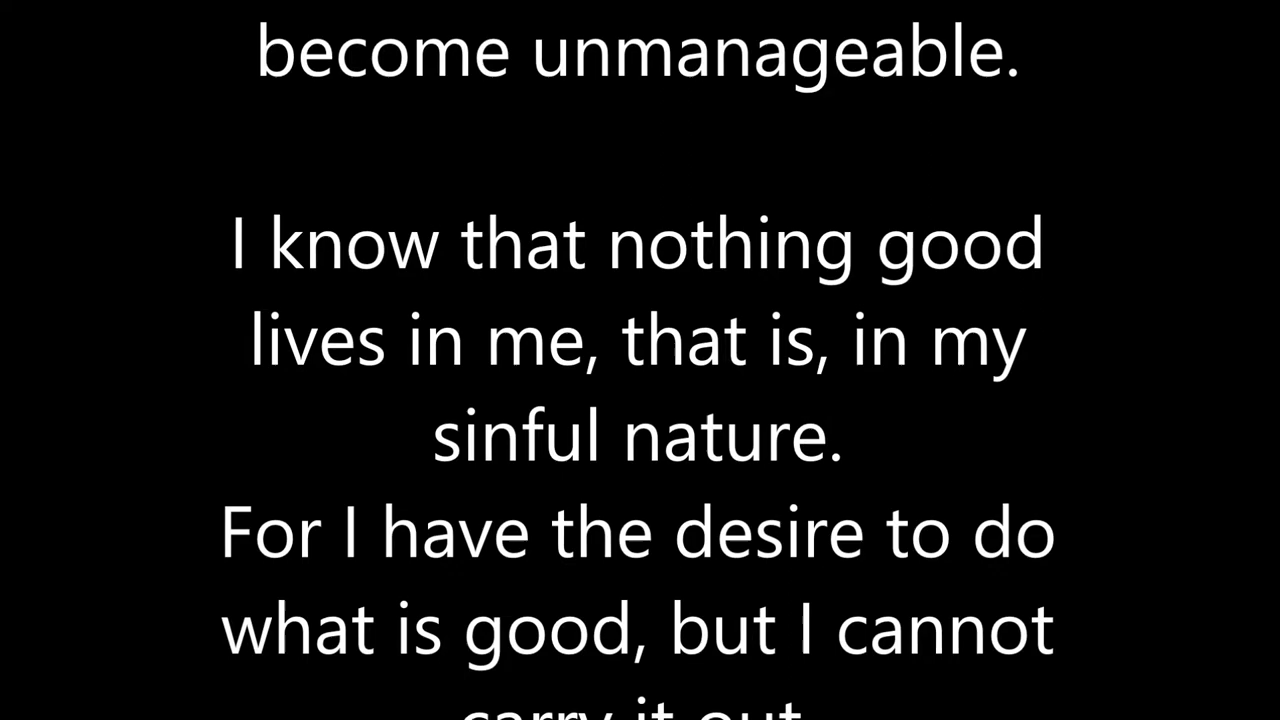 become unmanageable.
I know that nothing good
lives in me, that is, in my
sinful nature.
For I have the desire to do
what is good, but I cannot
carry it out